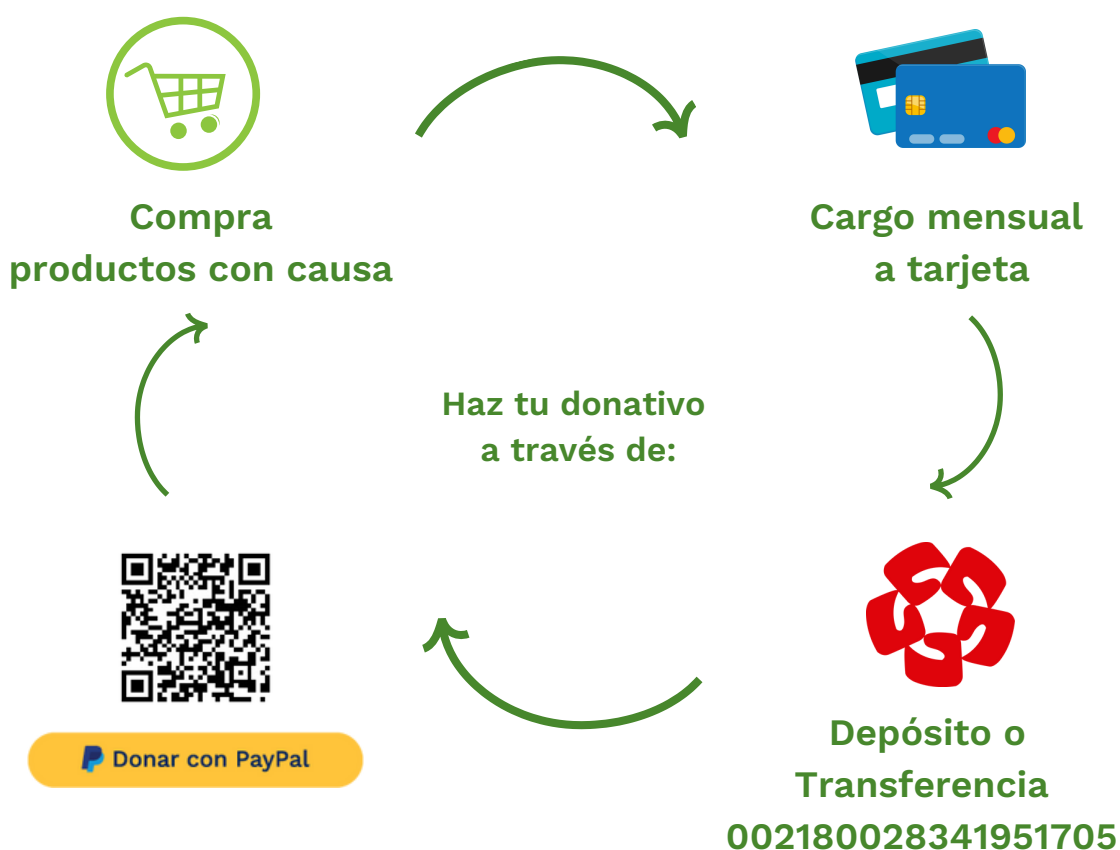 Compra
productos con causa
Cargo mensual
a tarjeta
Haz tu donativo
a través de:
Donar con PayPal
Depósito o
Transferencia
002180028341951705